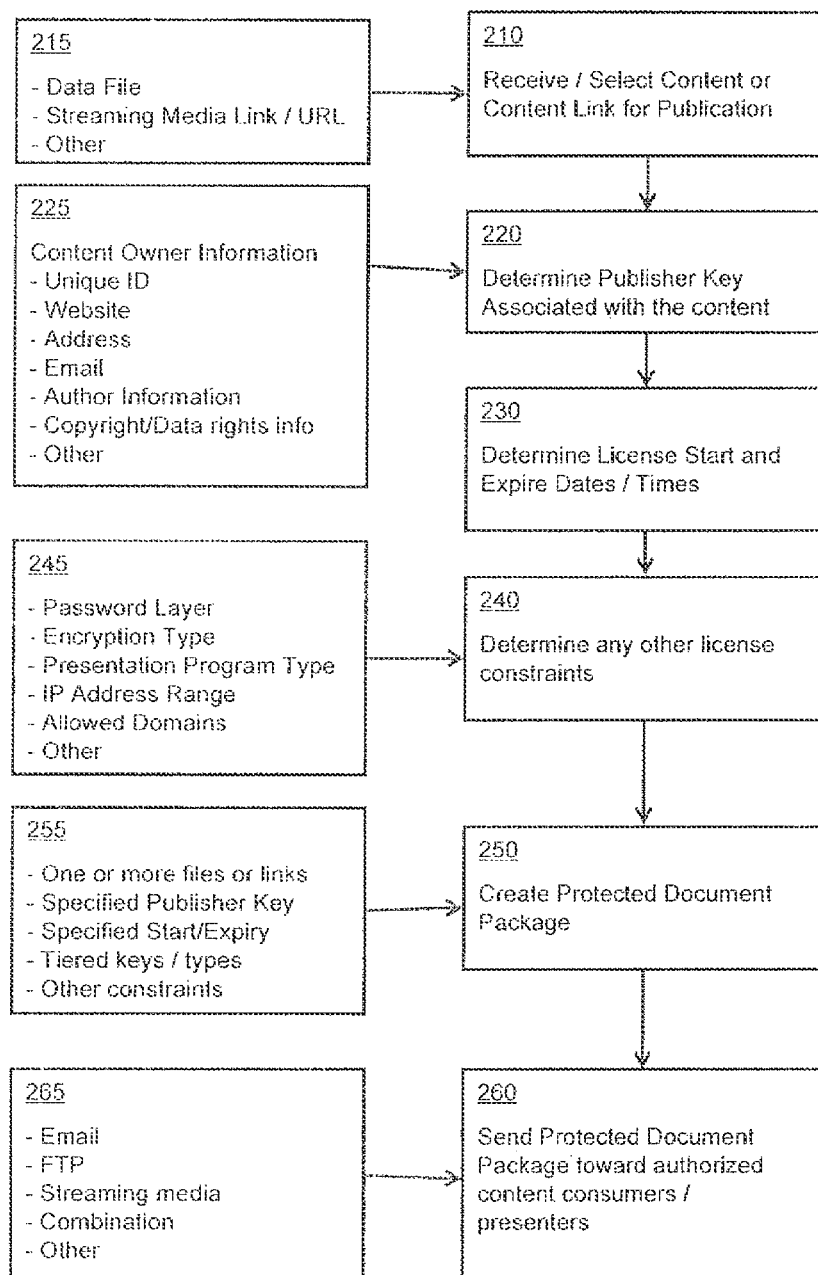 215
- Data File
- Streaming Media Link / URL
- Other
210
Receive / Select Content or
Content Link for Publication
225
Content Owner Information
- Unique ID
- Website
- Address
- Email
- Author Information
- Copyright/Data rights info
- Other
220
Determine Publisher Key
Associated with the content
230
Determine License Start and
Expire Dates / Times
245
- Password Layer
- Encryption Type
- Presentation Program Type
- IP Address Range
- Allowed Domains
- Other
240
Determine any other license
constraints
255
- One or more files or links
- Specified Publisher Key
- Specified Start/Expiry
- Tiered keys / types
- Other constraints
250
Create Protected Document
Package
265
- Email
- FTP
- Streaming media
- Combination
- Other
260
Send Protected Document
Package toward authorized
content consumers /
presenters